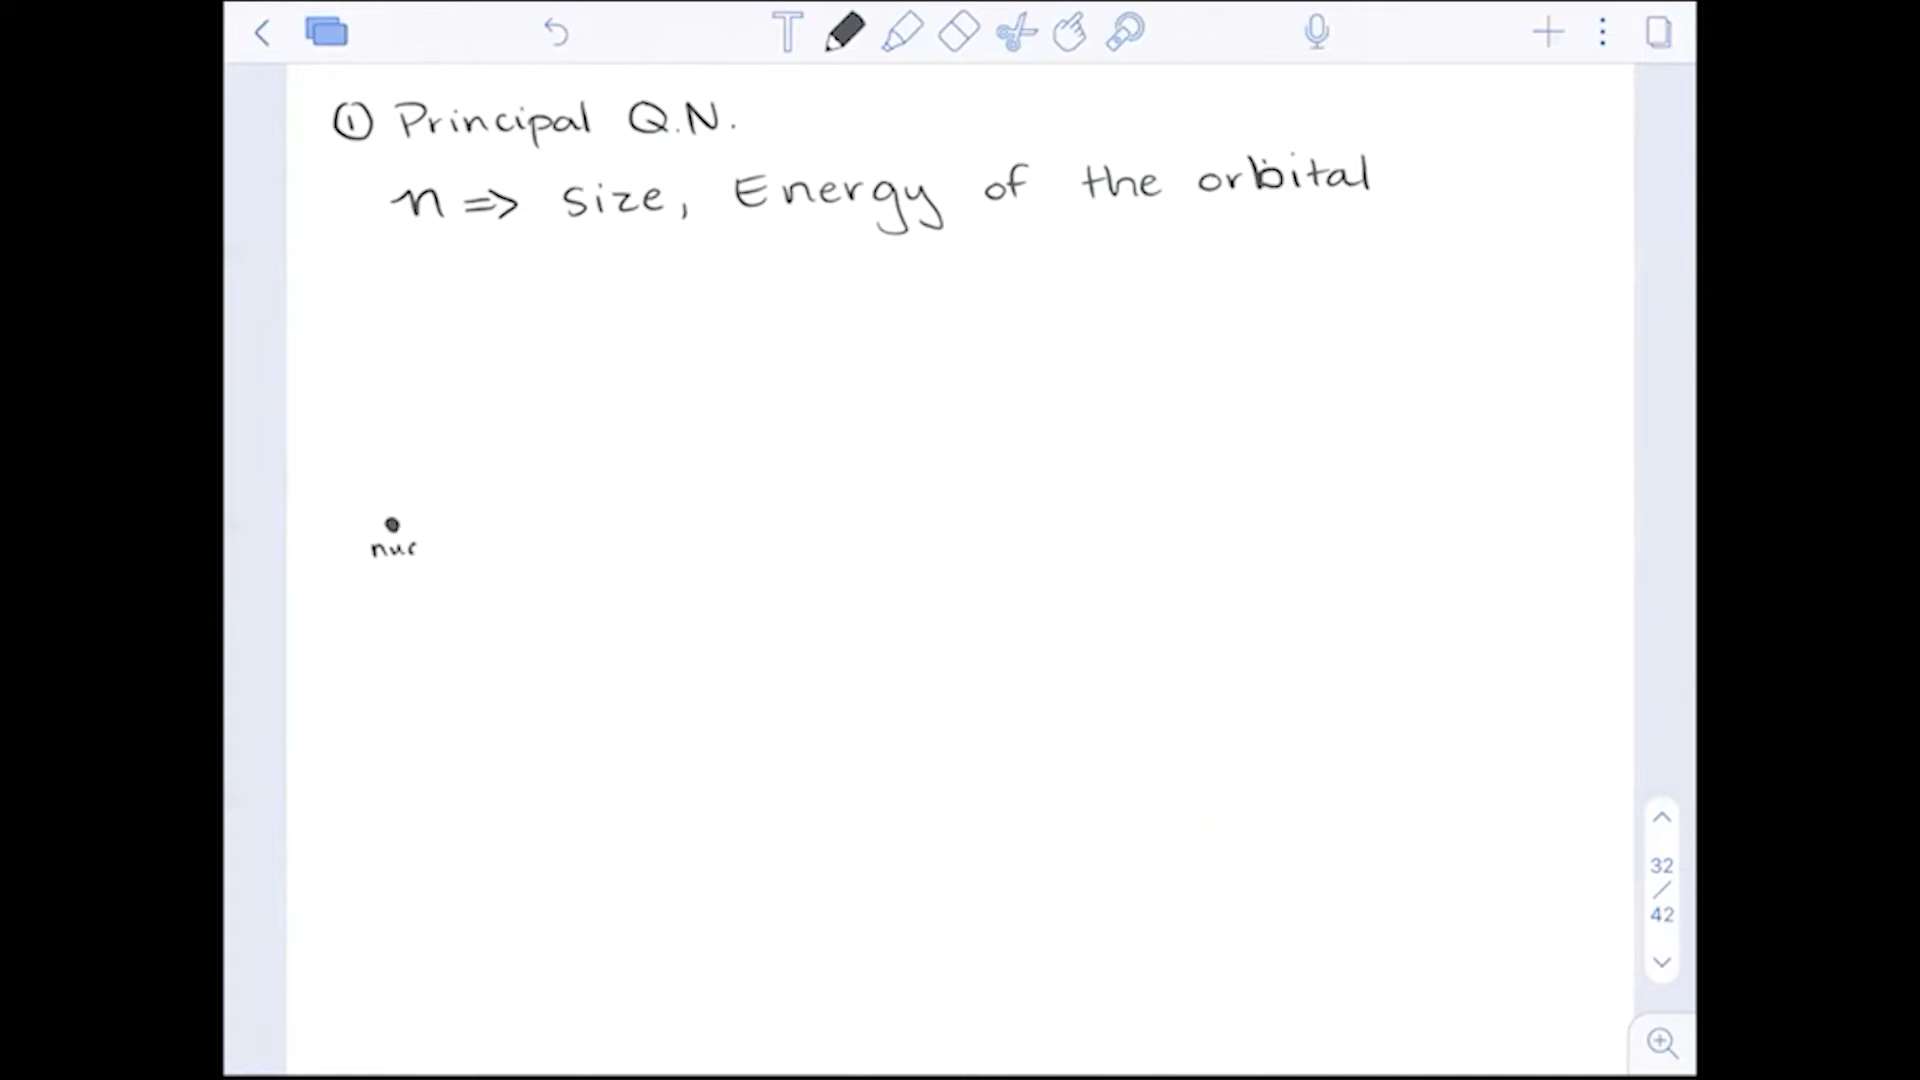 ① Principal Q.N.
n => size, Energy of the orbital
nuc
32
/
42